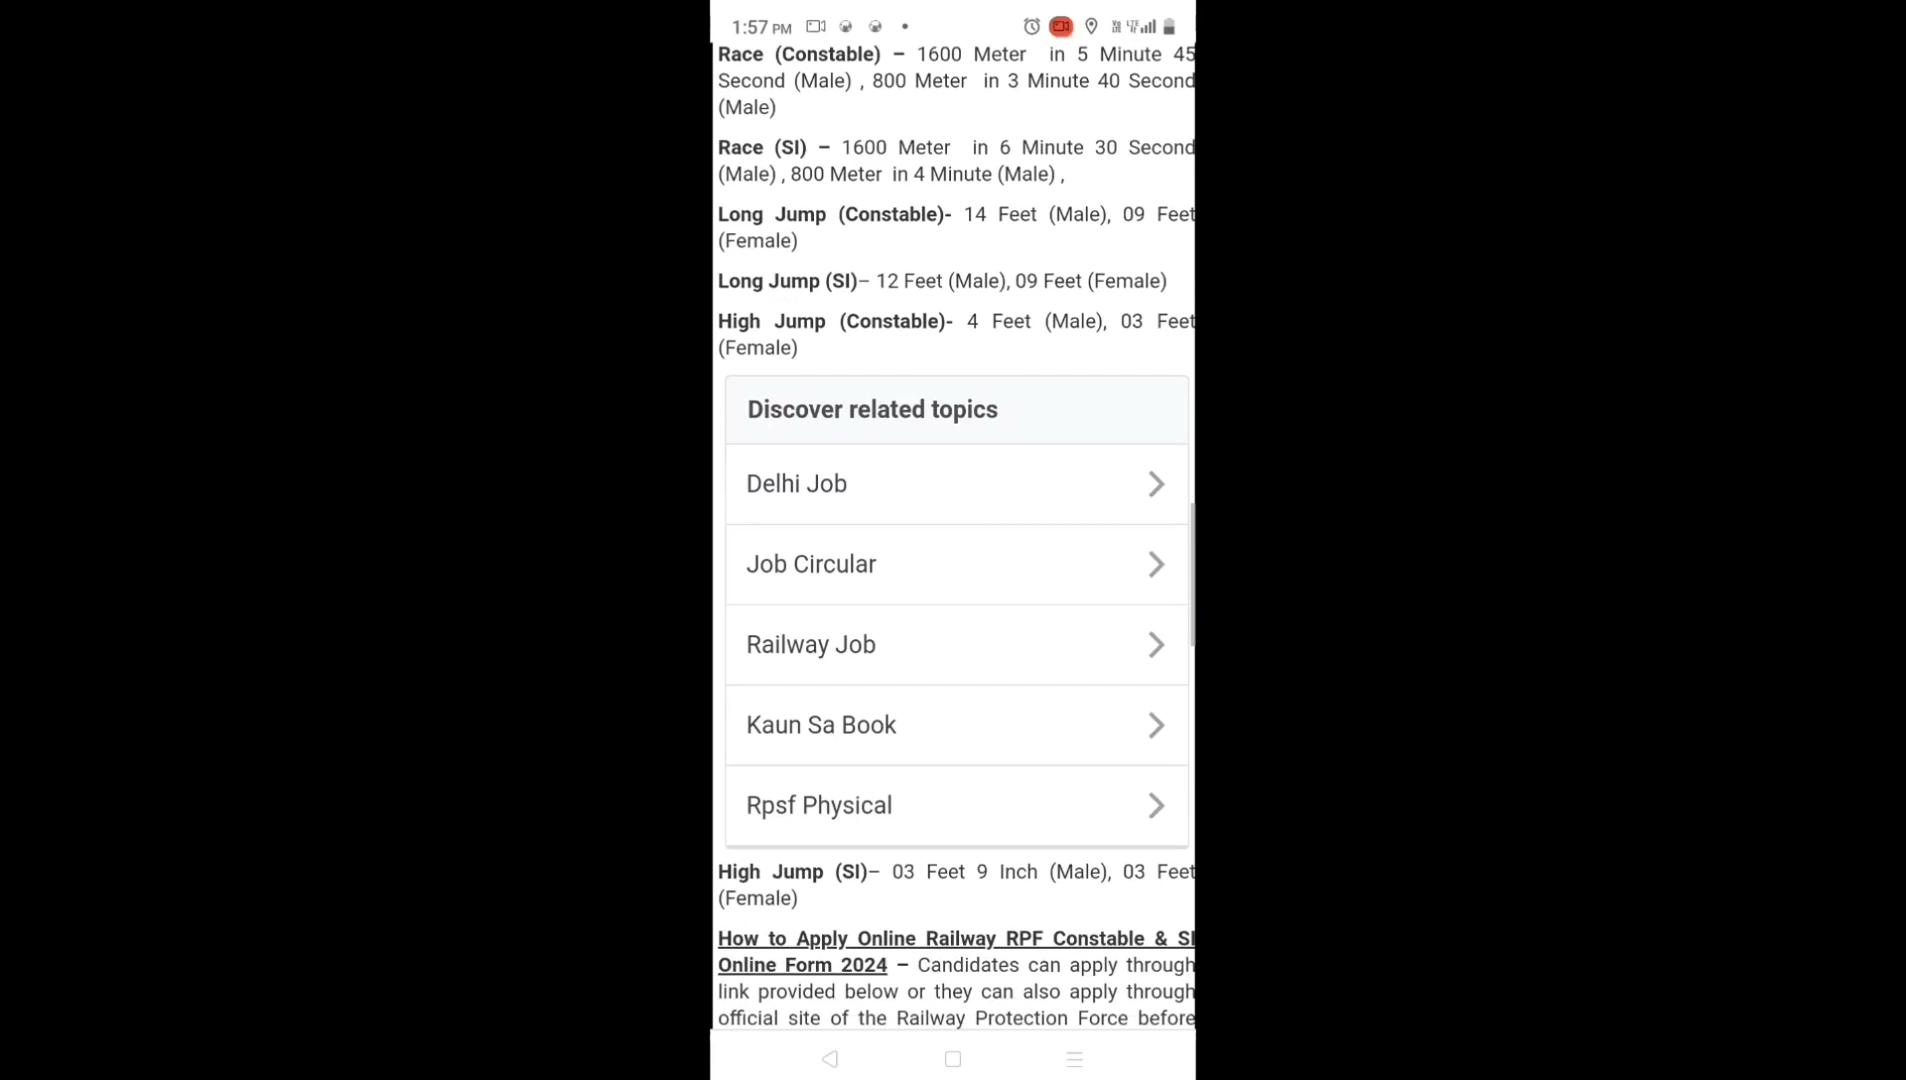 1:57 PM
Race (Constable) – 1600 Meter in 5 Minute 45
Second (Male) , 800 Meter in 3 Minute 40 Second
(Male)
Race (SI) – 1600 Meter in 6 Minute 30 Second
(Male) , 800 Meter in 4 Minute (Male) ,
Long Jump (Constable)- 14 Feet (Male), 09 Feet
(Female)
Long Jump (SI)– 12 Feet (Male), 09 Feet (Female)
High Jump (Constable)- 4 Feet (Male), 03 Feet
(Female)
Discover related topics
Delhi Job
Job Circular
Railway Job
Kaun Sa Book
Rpsf Physical
High Jump (SI)– 03 Feet 9 Inch (Male), 03 Feet
(Female)
How to Apply Online Railway RPF Constable & SI
Online Form 2024 – Candidates can apply through
link provided below or they can also apply through
official site of the Railway Protection Force before